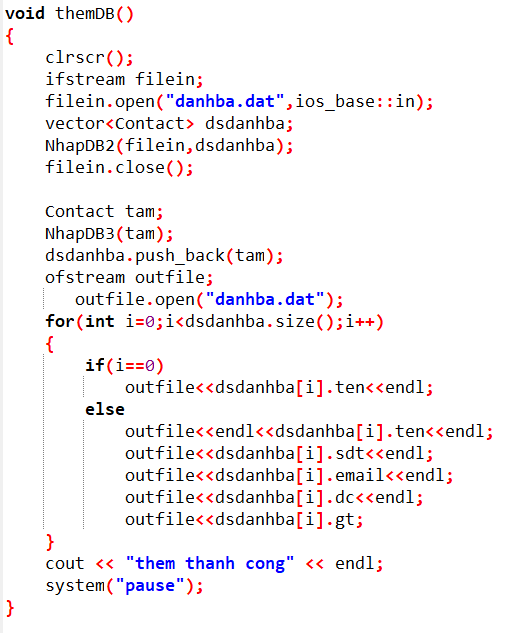 void themDB()
{
    clrscr();
    ifstream filein;
    filein.open("danhba.dat",ios_base::in);
    vector<Contact> dsdanhba;
    NhapDB2(filein,dsdanhba);
    filein.close();

    Contact tam;
    NhapDB3(tam);
    dsdanhba.push_back(tam);
    ofstream outfile;
       outfile.open("danhba.dat");
    for(int i=0;i<dsdanhba.size();i++)
    {
        if(i==0)
            outfile<<dsdanhba[i].ten<<endl;
        else
            outfile<<endl<<dsdanhba[i].ten<<endl;
            outfile<<dsdanhba[i].sdt<<endl;
            outfile<<dsdanhba[i].email<<endl;
            outfile<<dsdanhba[i].dc<<endl;
            outfile<<dsdanhba[i].gt;
    }
    cout << "them thanh cong" << endl;
    system("pause");
}